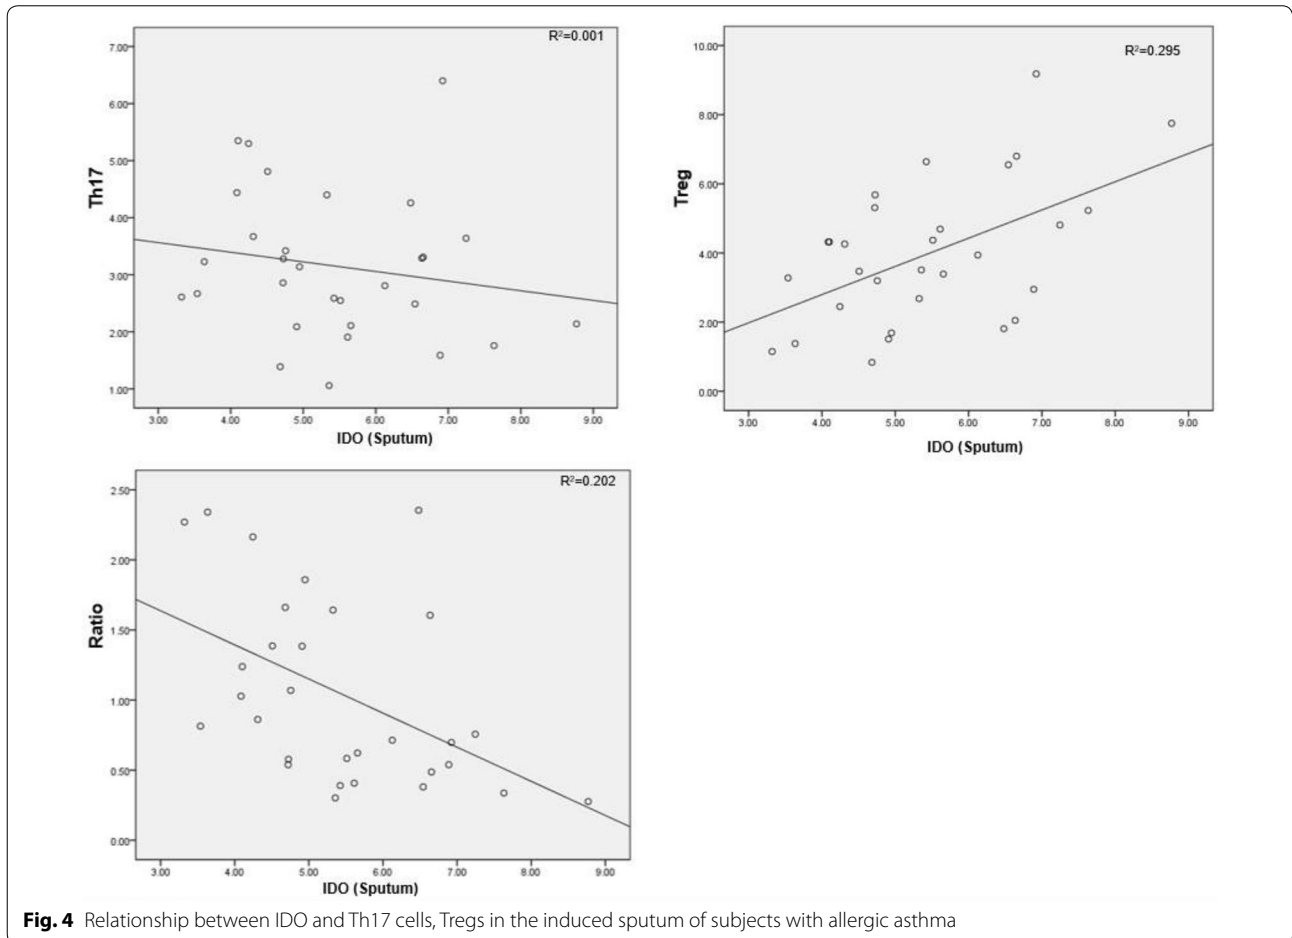 R²=0.001
7.00
6.00
5.00
4.00
3.00
2.00
1.00
Th17
3.00 4.00 5.00 6.00 7.00 8.00 9.00
IDO (Sputum)
R²=0.295
10.00
8.00
6.00
4.00
2.00
0.00
Treg
3.00 4.00 5.00 6.00 7.00 8.00 9.00
IDO (Sputum)
R²=0.202
2.50
2.00
1.50
1.00
0.50
0.00
Ratio
3.00 4.00 5.00 6.00 7.00 8.00 9.00
IDO (Sputum)
Fig. 4 Relationship between IDO and Th17 cells, Tregs in the induced sputum of subjects with allergic asthma